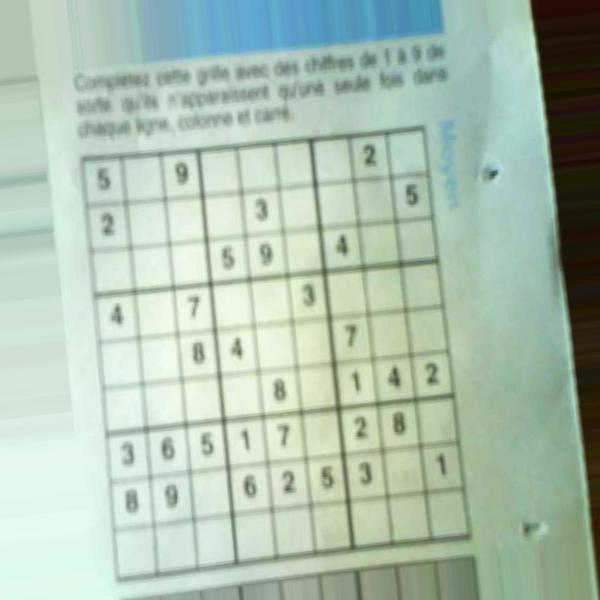 Complétez cette grille avec des chiffres de 1 à 9 de
sorte qu'ils n'apparaissent qu'une seule fois dans
chaque ligne, colonne et carré.
Moyen
5 9 2
2 3 5
5 9 4
4 7 3
8 4 7
8 1 4 2
3 6 5 1 7 2 8
8 9 6 2 5 3 1